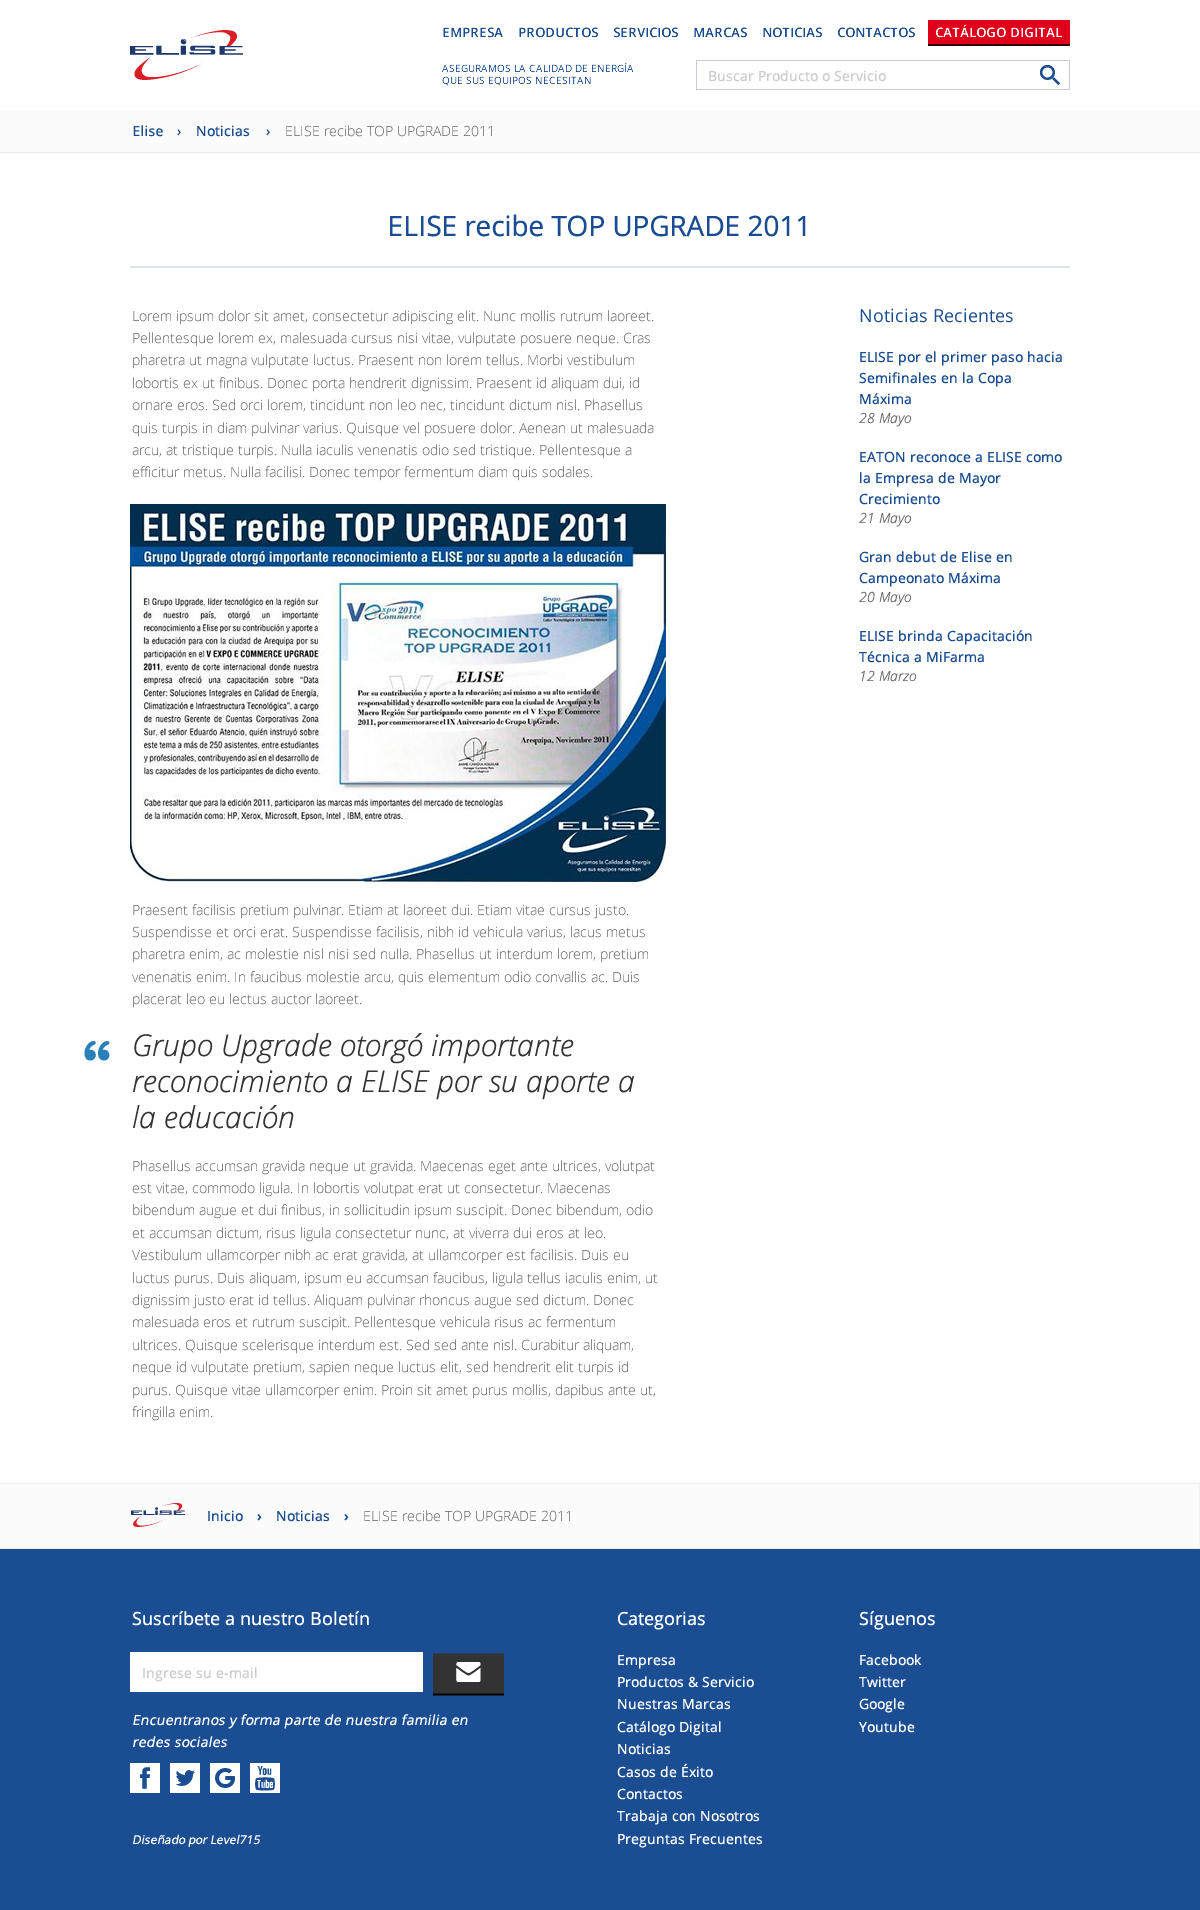 ELISE
EMPRESA PRODUCTOS SERVICIOS MARCAS NOTICIAS CONTACTOS CATÁLOGO DIGITAL
ASEGURAMOS LA CALIDAD DE ENERGÍA
QUE SUS EQUIPOS NECESITAN
Buscar Producto o Servicio
Elise › Noticias › ELISE recibe TOP UPGRADE 2011
ELISE recibe TOP UPGRADE 2011
Lorem ipsum dolor sit amet, consectetur adipiscing elit. Nunc mollis rutrum laoreet.
Pellentesque lorem ex, malesuada cursus nisi vitae, vulputate posuere neque. Cras
pharetra ut magna vulputate luctus. Praesent non lorem tellus. Morbi vestibulum
lobortis ex ut finibus. Donec porta hendrerit dignissim. Praesent id aliquam dui, id
ornare eros. Sed orci lorem, tincidunt non leo nec, tincidunt dictum nisl. Phasellus
quis turpis in diam pulvinar varius. Quisque vel posuere dolor. Aenean ut malesuada
arcu, at tristique turpis. Nulla iaculis venenatis odio sed tristique. Pellentesque a
efficitur metus. Nulla facilisi. Donec tempor fermentum diam quis sodales.
ELISE recibe TOP UPGRADE 2011
Grupo Upgrade otorgó importante reconocimiento a ELISE por su aporte a la educación
El Grupo Upgrade, líder tecnológico en la región sur
de nuestro país, otorgó un importante
reconocimiento a Elise por su contribución y aporte a
la educación para con la ciudad de Arequipa por su
participación en el V EXPO E COMMERCE UPGRADE
2011, evento de corte internacional donde nuestra
empresa ofreció una capacitación sobre “Data
Center: Soluciones Integrales en Calidad de Energía,
Climatización e Infraestructura Tecnológica”, a cargo
de nuestro Gerente de Cuentas Corporativas Zona
Sur, el señor Eduardo Atencio, quién instruyó sobre
este tema a más de 250 asistentes, entre estudiantes
y profesionales, contribuyendo así en el desarrollo de
las capacidades de los participantes de dicho evento.
Cabe resaltar que para la edición 2011, participaron las marcas más importantes del mercado de tecnologías
de la información como: HP, Xerox, Microsoft, Epson, Intel , IBM, entre otras.
Ve expo 2011
Commerce
Grupo
UPGRADE
RECONOCIMIENTO
TOP UPGRADE 2011
ELISE
Por su contribución y aporte a la educación; así mismo a su alto sentido de
responsabilidad y desarrollo sostenible para con la ciudad de Arequipa y la
Macro Región Sur participando como ponente en el V Expo E Commerce
2011, por conmemorarse el IX Aniversario de Grupo UpGrade.
Arequipa, Noviembre 2011
ELISE
Aseguramos la Calidad de Energía
que sus equipos necesitan
Praesent facilisis pretium pulvinar. Etiam at laoreet dui. Etiam vitae cursus justo.
Suspendisse et orci erat. Suspendisse facilisis, nibh id vehicula varius, lacus metus
pharetra enim, ac molestie nisl nisi sed nulla. Phasellus ut interdum lorem, pretium
venenatis enim. In faucibus molestie arcu, quis elementum odio convallis ac. Duis
placerat leo eu lectus auctor laoreet.
“ Grupo Upgrade otorgó importante
reconocimiento a ELISE por su aporte a
la educación
Phasellus accumsan gravida neque ut gravida. Maecenas eget ante ultrices, volutpat
est vitae, commodo ligula. In lobortis volutpat erat ut consectetur. Maecenas
bibendum augue et dui finibus, in sollicitudin ipsum suscipit. Donec bibendum, odio
et accumsan dictum, risus ligula consectetur nunc, at viverra dui eros at leo.
Vestibulum ullamcorper nibh ac erat gravida, at ullamcorper est facilisis. Duis eu
luctus purus. Duis aliquam, ipsum eu accumsan faucibus, ligula tellus iaculis enim, ut
dignissim justo erat id tellus. Aliquam pulvinar rhoncus augue sed dictum. Donec
malesuada eros et rutrum suscipit. Pellentesque vehicula risus ac fermentum
ultrices. Quisque scelerisque interdum est. Sed sed ante nisl. Curabitur aliquam,
neque id vulputate pretium, sapien neque luctus elit, sed hendrerit elit turpis id
purus. Quisque vitae ullamcorper enim. Proin sit amet purus mollis, dapibus ante ut,
fringilla enim.
Noticias Recientes
ELISE por el primer paso hacia
Semifinales en la Copa
Máxima
28 Mayo
EATON reconoce a ELISE como
la Empresa de Mayor
Crecimiento
21 Mayo
Gran debut de Elise en
Campeonato Máxima
20 Mayo
ELISE brinda Capacitación
Técnica a MiFarma
12 Marzo
ELISE Inicio › Noticias › ELISE recibe TOP UPGRADE 2011
Suscríbete a nuestro Boletín
Ingrese su e-mail
Encuentranos y forma parte de nuestra familia en
redes sociales
f G You Tube
Diseñado por Level715
Categorias
Empresa
Productos & Servicio
Nuestras Marcas
Catálogo Digital
Noticias
Casos de Éxito
Contactos
Trabaja con Nosotros
Preguntas Frecuentes
Síguenos
Facebook
Twitter
Google
Youtube